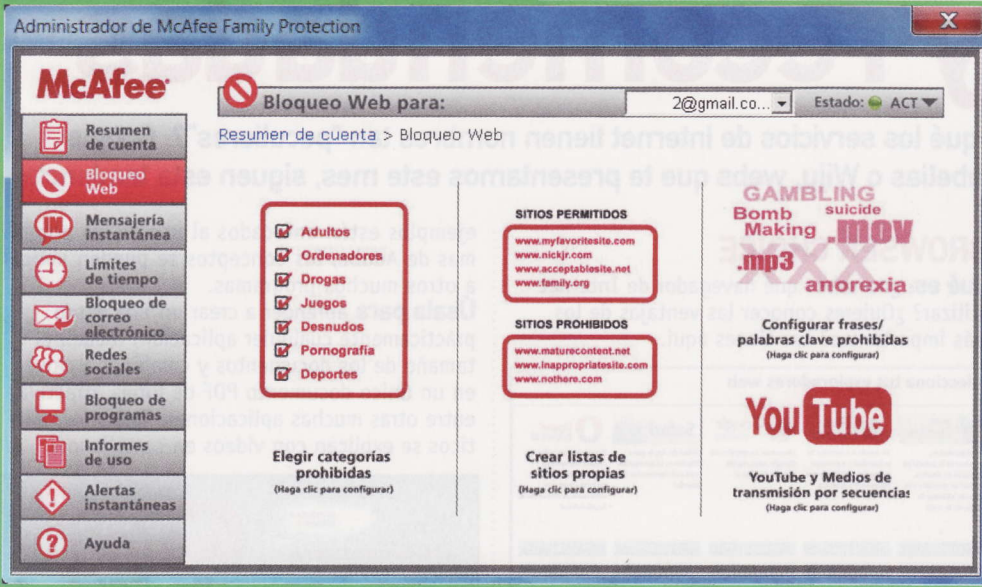 Administrador de McAfee Family Protection
X
McAfee®
Bloqueo Web para:
2@gmail.co...
Estado: ACT
Resumen de cuenta > Bloqueo Web
Resumen
de cuenta
Bloqueo
Web
IM
Mensajería
instantánea
Límites
de tiempo
Bloqueo de
correo
electrónico
Redes
sociales
Bloqueo de
programas
Informes
de uso
Alertas
instantáneas
?
Ayuda
Adultos
Ordenadores
Drogas
Juegos
Desnudos
Pornografía
Deportes
Elegir categorías
prohibidas
(Haga clic para configurar)
SITIOS PERMITIDOS
www.myfavoritesite.com
www.nickjr.com
www.acceptablesite.net
www.family.org
SITIOS PROHIBIDOS
www.maturecontent.net
www.inappropriatesite.com
www.nothere.com
Crear listas de
sitios propias
(Haga clic para configurar)
GAMBLING
Bomb
Making
suicide
mov
.mp3
XXX
anorexia
Configurar frases/
palabras clave prohibidas
(Haga clic para configurar)
YouTube
YouTube y Medios de
transmisión por secuencias
(Haga clic para configurar)